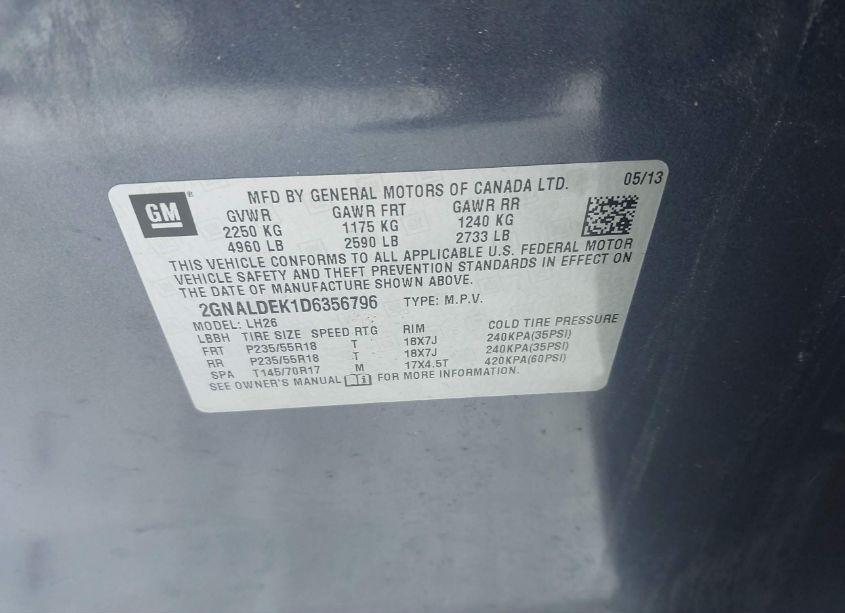 GM
MFD BY GENERAL MOTORS OF CANADA LTD. 05/13
GVWR GAWR FRT GAWR RR
2250 KG 1175 KG 1240 KG
4960 LB 2590 LB 2733 LB
THIS VEHICLE CONFORMS TO ALL APPLICABLE U.S. FEDERAL MOTOR
VEHICLE SAFETY AND THEFT PREVENTION STANDARDS IN EFFECT ON
THE DATE OF MANUFACTURE SHOWN ABOVE.
2GNALDEK1D6356796 TYPE: M.P.V.
MODEL: LH26
LBBH TIRE SIZE SPEED RTG RIM COLD TIRE PRESSURE
FRT P235/55R18 T 18X7J 240KPA(35PSI)
RR P235/55R18 T 18X7J 240KPA(35PSI)
SPA T145/70R17 M 17X4.5T 420KPA(60PSI)
SEE OWNER'S MANUAL FOR MORE INFORMATION.